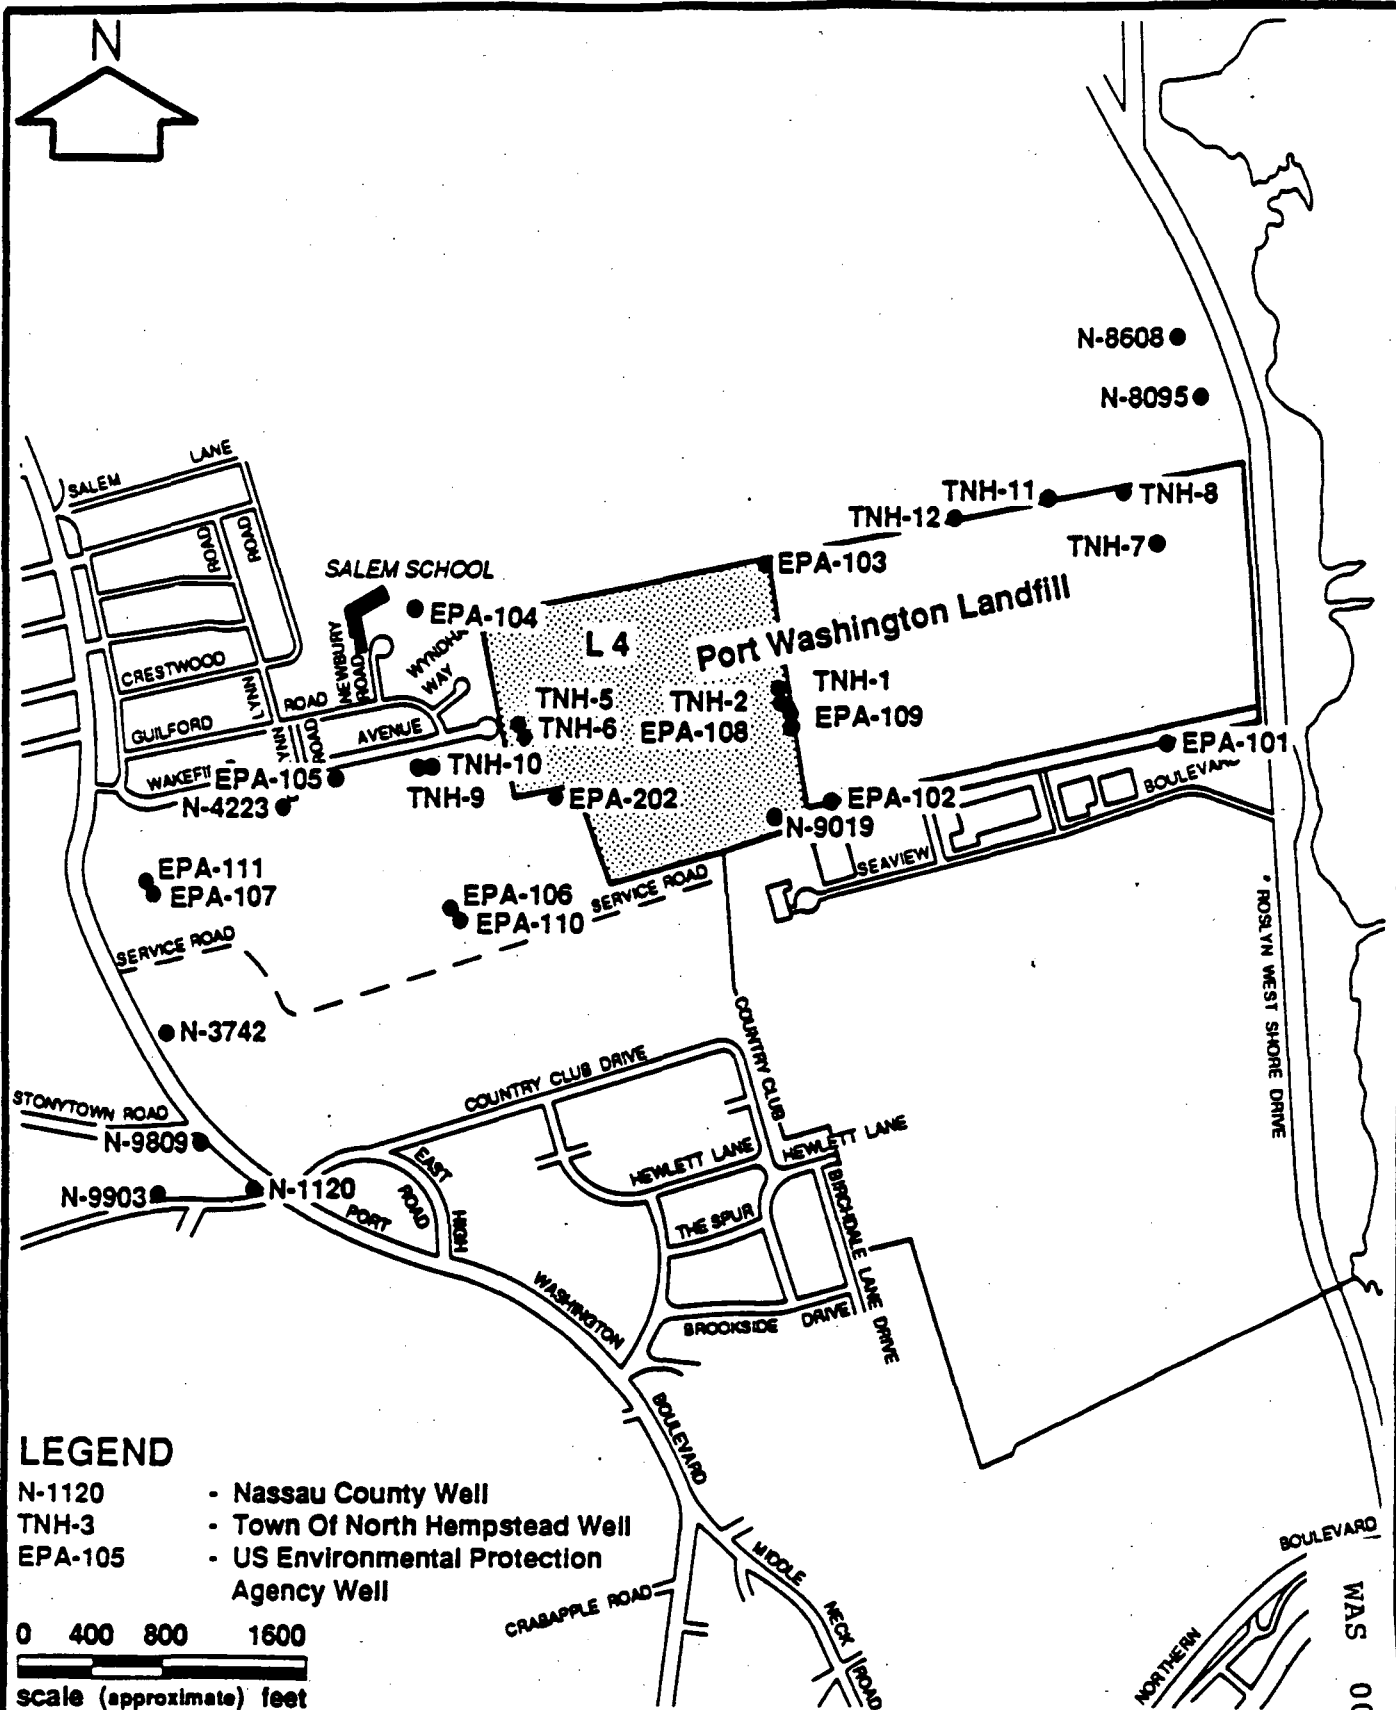 N
N-8608
N-8095
SALEM LANE
TNH-11
TNH-8
TNH-12
TNH-7
ROAD
ROAD
SALEM SCHOOL
EPA-103
EPA-104
L 4
Port Washington Landfill
NEWBURY ROAD
WYNDHA
WAY
CRESTWOOD
LYNN
ROAD
TNH-5
TNH-2
TNH-1
GUILFORD
AVENUE
TNH-6
EPA-108
EPA-109
ROAD
EPA-101
WAKEFI
EPA-105
TNH-10
BOULEVARD
N-4223
TNH-9
EPA-202
EPA-102
N-9019
SEAVIEW
EPA-111
EPA-107
EPA-106
EPA-110
SERVICE ROAD
SERVICE ROAD
ROSLYN WEST SHORE DRIVE
N-3742
COUNTRY CLUB
COUNTRY CLUB DRIVE
STONYTOWN ROAD
N-9809
HEWLETT LANE
HEWLETT LANE
EAST
N-9903
N-1120
ROAD
HIGH
PORT
THE SPUR
BIRCHDALE LANE DRIVE
WASHINGTON
BROOKSIDE DRIVE
BOULEVARD
LEGEND
N-1120 - Nassau County Well
TNH-3 - Town Of North Hempstead Well
EPA-105 - US Environmental Protection
Agency Well
0 400 800 1600
scale (approximate) feet
MIDDLE
NECK
ROAD
CRABAPPLE ROAD
BOULEVARD
NORTHERN
WAS